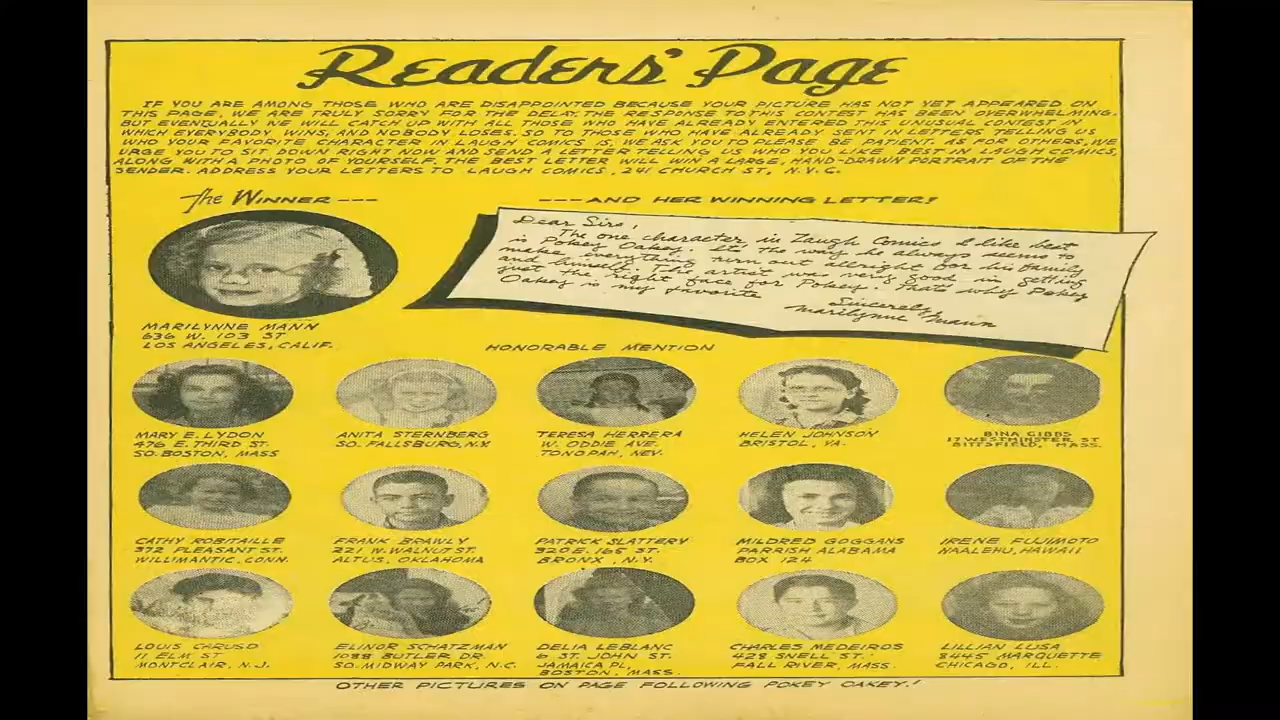 Readers' Page
IF YOU ARE AMONG THOSE WHO ARE DISAPPOINTED BECAUSE YOUR PICTURE HAS NOT YET APPEARED ON
THIS PAGE, WE ARE TRULY SORRY FOR THE DELAY. THE RESPONSE TO THIS CONTEST HAS BEEN OVERWHELMING.
BUT EVENTUALLY WE WILL CATCH UP WITH ALL THOSE WHO HAVE ALREADY ENTERED THIS UNUSUAL CONTEST IN
WHICH EVERYBODY WINS, AND NOBODY LOSES. SO TO THOSE WHO HAVE ALREADY SENT IN LETTERS TELLING US
WHO YOUR FAVORITE CHARACTER IN LAUGH COMICS IS, WE ASK YOU TO PLEASE BE PATIENT. AS FOR OTHERS, WE
URGE YOU TO SIT DOWN RIGHT NOW AND SEND A LETTER TELLING US WHO YOU LIKE BEST IN LAUGH COMICS,
ALONG WITH A PHOTO OF YOURSELF. THE BEST LETTER WILL WIN A LARGE, HAND-DRAWN PORTRAIT OF THE
SENDER. ADDRESS YOUR LETTERS TO LAUGH COMICS, 241 CHURCH ST., N.Y.C.
The WINNER---
---AND HER WINNING LETTER!
Dear Sirs,
The one character in Laugh Comics I like best
is Pokey Oakey. It's the way he always seems to
make everything turn out all right for his family
and himself. The artist was very good in getting
just the right face for Pokey. That's why Pokey
Oakey is my favorite
Sincerely,
Marilynne Mann
MARILYNNE MANN
636 W. 103 ST
LOS ANGELES, CALIF.
HONORABLE MENTION
MARY E. LYDON
476 E. THIRD ST.
SO. BOSTON, MASS
ANITA STERNBERG
SO. FALLSBURG, N.Y.
TERESA HERRERA
W. ODDIE AVE.
TONOPAH, NEV.
HELEN JOHNSON
BRISTOL, VA.
BINA GIBBS
17 WESTMINSTER ST
PITTSFIELD, MASS.
CATHY ROBITAILLE
372 PLEASANT ST.
WILLIMANTIC, CONN.
FRANK BRAWLY
221 W. WALNUT ST.
ALTUS, OKLAHOMA
PATRICK SLATTERY
320 E. 165 ST.
BRONX, N.Y.
MILDRED GOGGANS
PARRISH ALABAMA
BOX 124
IRENE FUJIMOTO
NAALEHU, HAWAII
LOUIS CARUSO
17 ELM ST
MONTCLAIR, N.J.
ELINOR SCHATZMAN
1088 BUTLER DR.
SO. MIDWAY PARK, N.C.
DELIA LEBLANC
6 ST. JOHN ST.
JAMAICA PL,
BOSTON, MASS.
CHARLES MEDEIROS
428 SNELL ST.
FALL RIVER, MASS.
LILLIAN LUSA
8445 MARQUETTE
CHICAGO, ILL.
OTHER PICTURES ON PAGE FOLLOWING POKEY OAKEY!